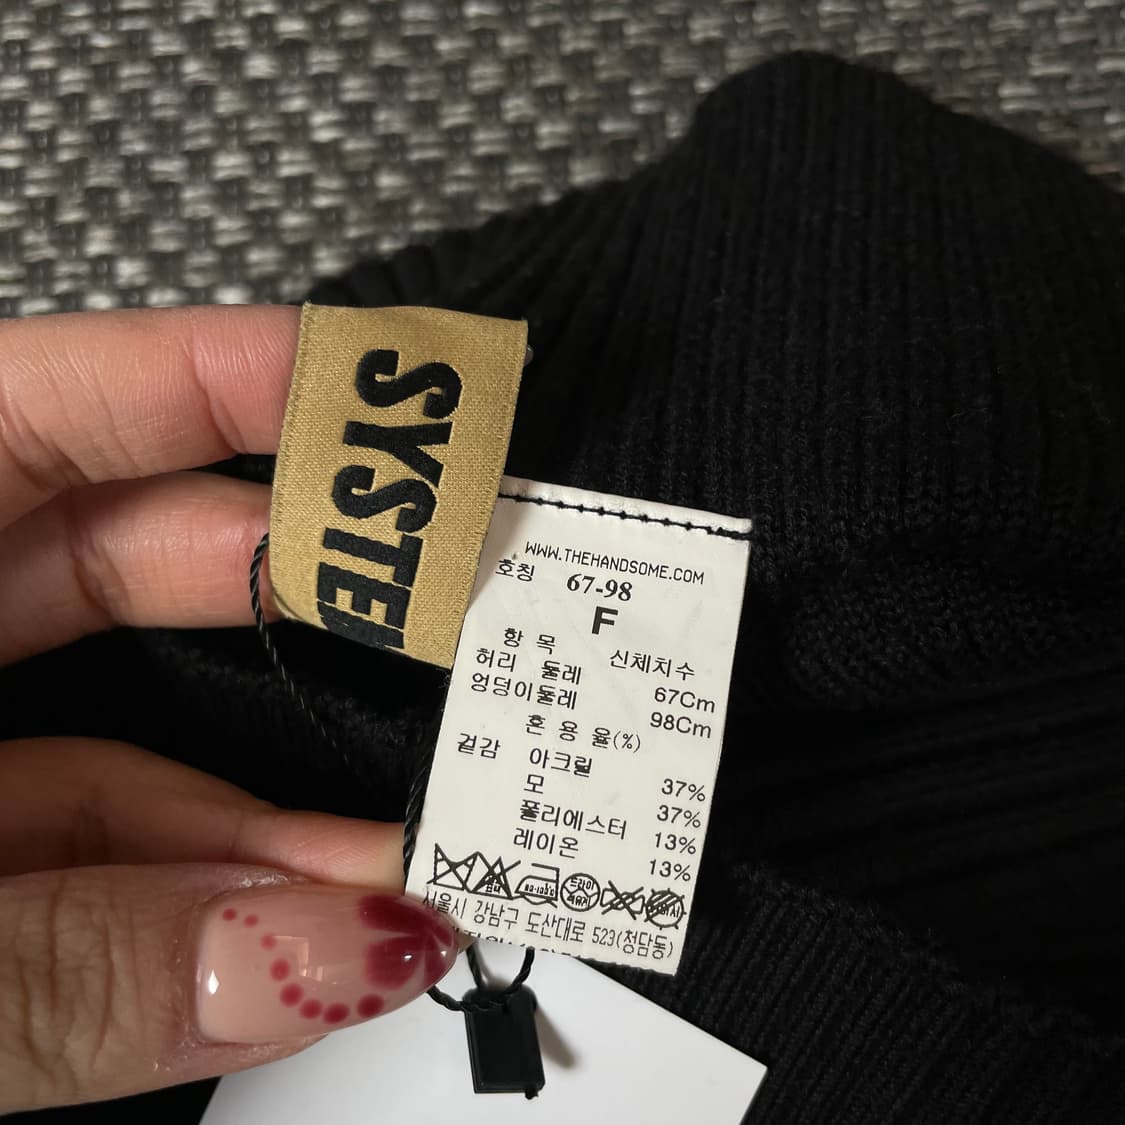 SYSTE
WWW.THEHANDSOME.COM
호칭 67-98
F
항 목 신체치수
허리 둘레 67Cm
엉덩이둘레 98Cm
혼 용 율(%)
겉감 아크릴 37%
모 37%
폴리에스터 13%
레이온 13%
드라이
서울시 강남구 도산대로 523(청담동)